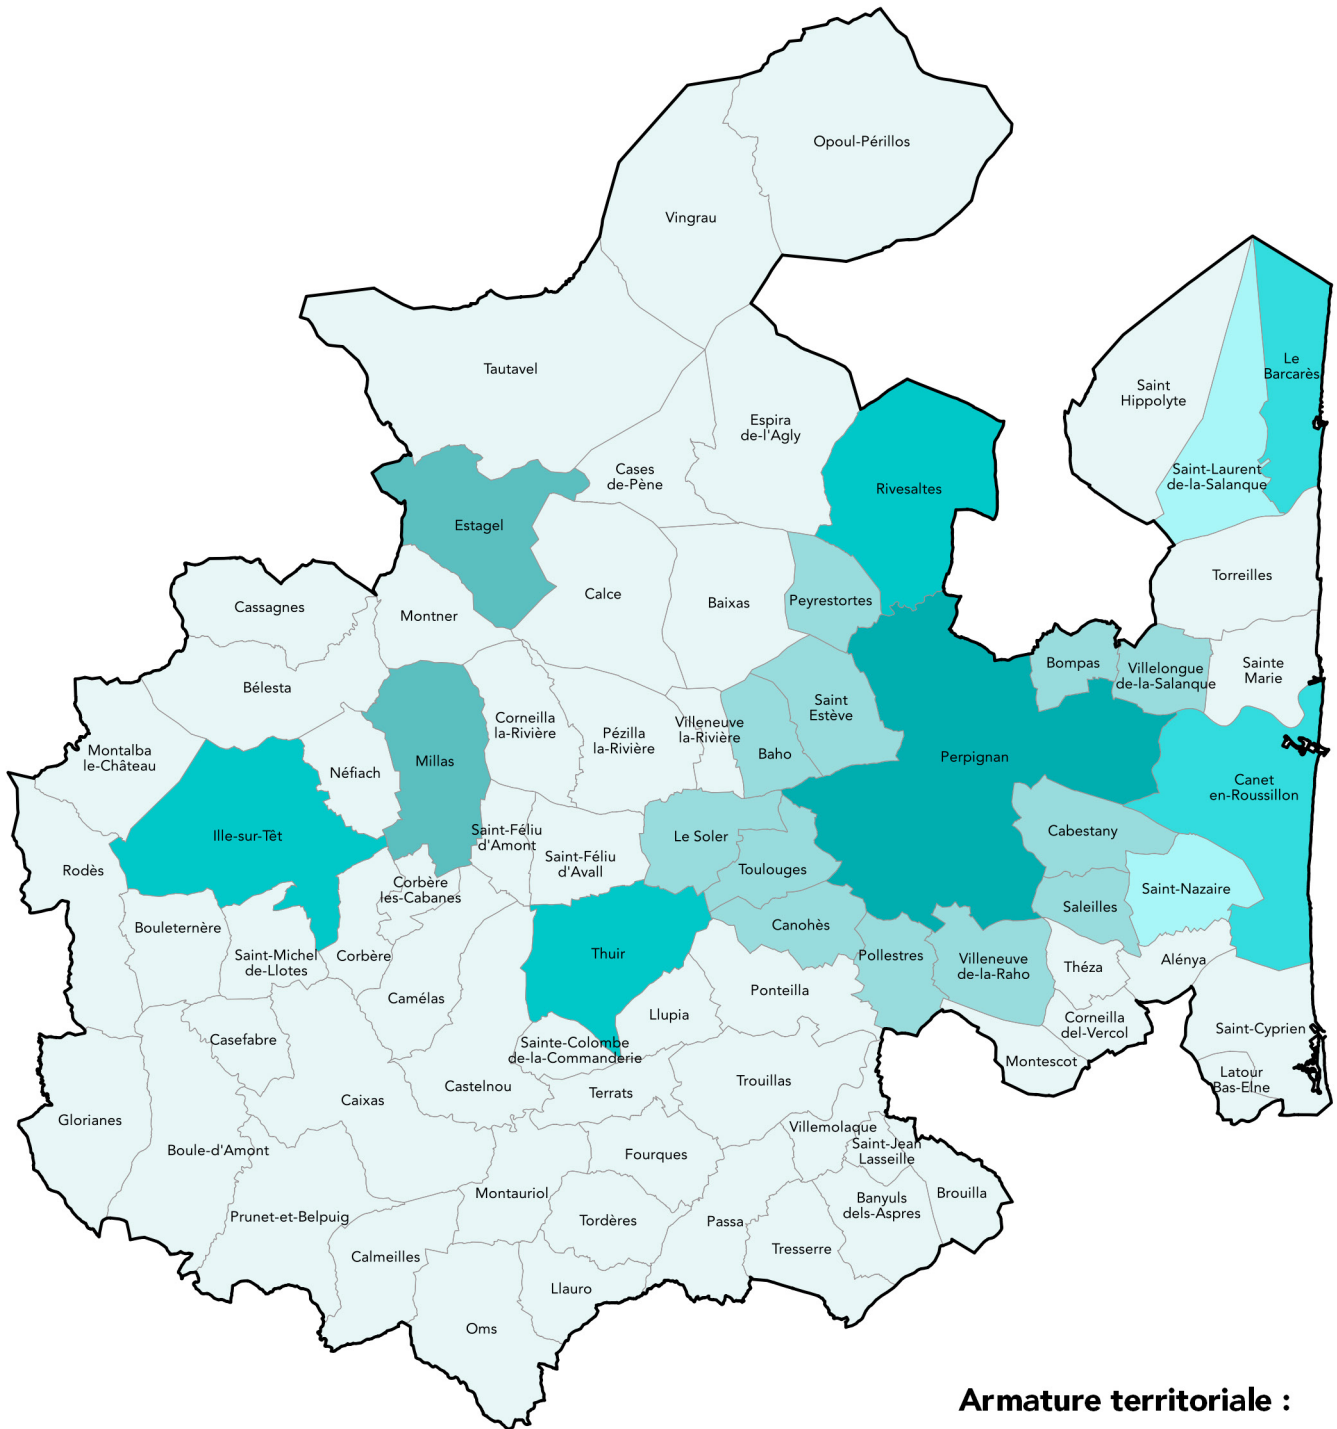 Opoul-Périllos
Vingrau
Tautavel
Le
Barcarès
Saint
Hippolyte
Espira
de-l'Agly
Cases
de-Pène
Saint-Laurent
de-la-Salanque
Rivesaltes
Estagel
Torreilles
Calce
Peyrestortes
Baixas
Cassagnes
Montner
Bompas
Villelongue
de-la-Salanque
Sainte
Marie
Bélesta
Saint
Estève
Corneilla
la-Rivière
Villeneuve
la-Rivière
Pézilla
la-Rivière
Montalba
le-Château
Baho
Perpignan
Millas
Néfiach
Canet
en-Roussillon
Ille-sur-Têt
Saint-Féliu
d'Amont
Le Soler
Cabestany
Saint-Féliu
d'Avall
Rodès
Toulouges
Corbère
les-Cabanes
Saint-Nazaire
Saleilles
Bouleternère
Canohès
Thuir
Saint-Michel
de-Llotes
Corbère
Pollestres
Villeneuve
de-la-Raho
Théza
Alénya
Ponteilla
Camélas
Llupia
Corneilla
del-Vercol
Saint-Cyprien
Casefabre
Sainte-Colombe
de-la-Commanderie
Montescot
Latour
Bas-Elne
Trouillas
Castelnou
Terrats
Caixas
Glorianes
Villemolaque
Boule-d'Amont
Saint-Jean
Lasseille
Fourques
Montauriol
Brouilla
Banyuls
dels-Aspres
Prunet-et-Belpuig
Tordères
Passa
Tresserre
Calmeilles
Llauro
Oms
Armature territoriale :